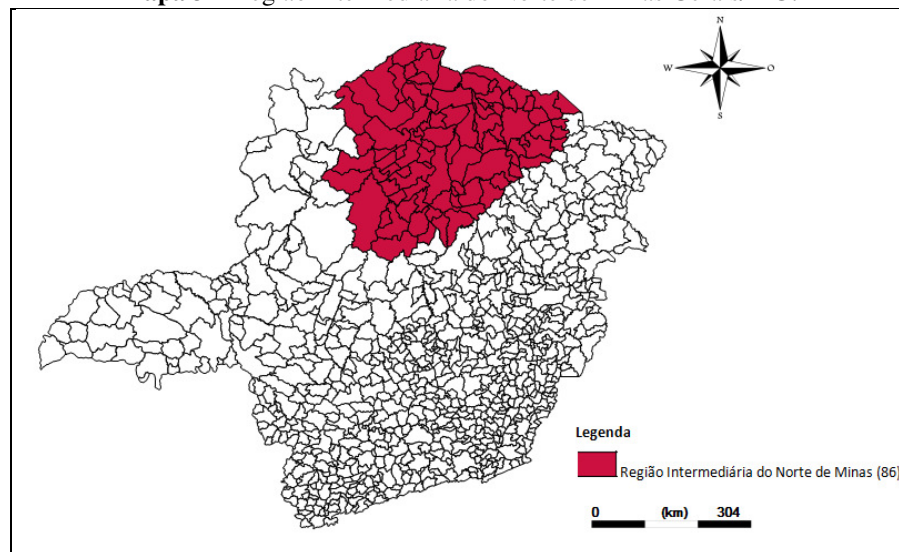 N
W O
S
Legenda
Região Intermediária do Norte de Minas (86)
0 (km) 304